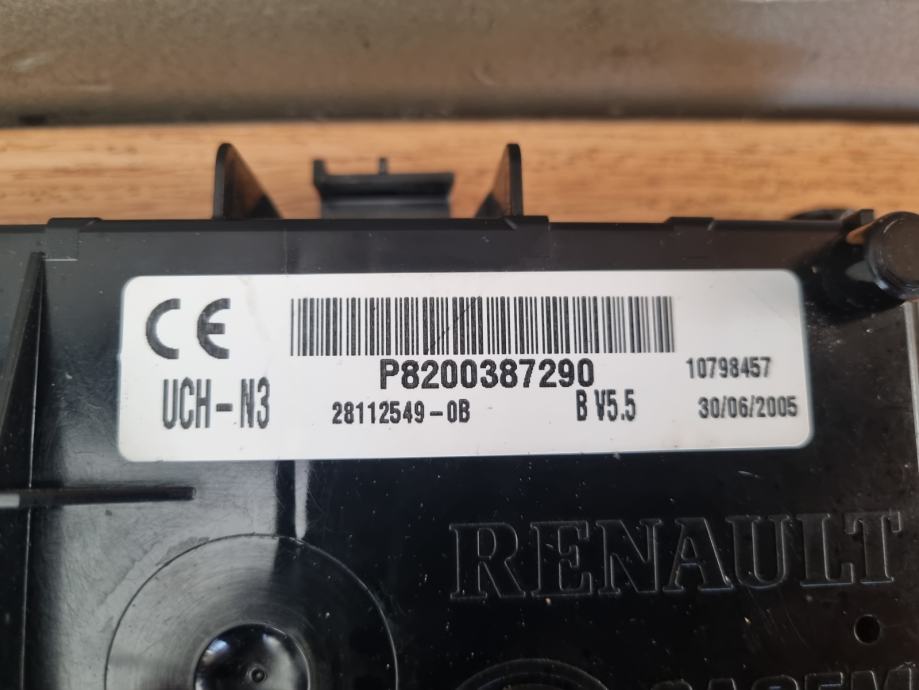 CE
P8200387290
10798457
UCH-N3
28112549-0B
B V5.5
30/06/2005
RENAULT